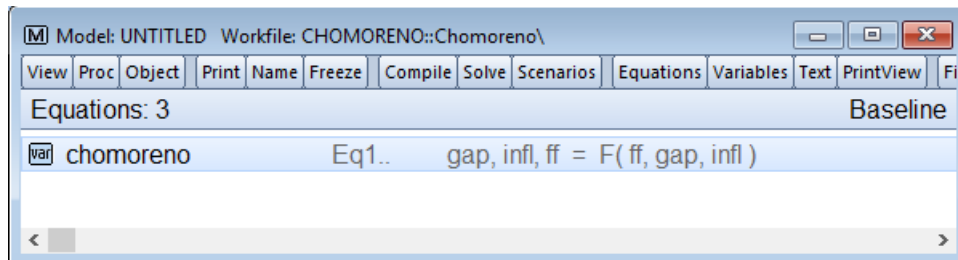 M Model: UNTITLED Workfile: CHOMORENO::Chomoreno\
View Proc Object Print Name Freeze Compile Solve Scenarios Equations Variables Text PrintView Fi
Equations: 3 Baseline
var chomoreno Eq1.. gap, infl, ff = F( ff, gap, infl )